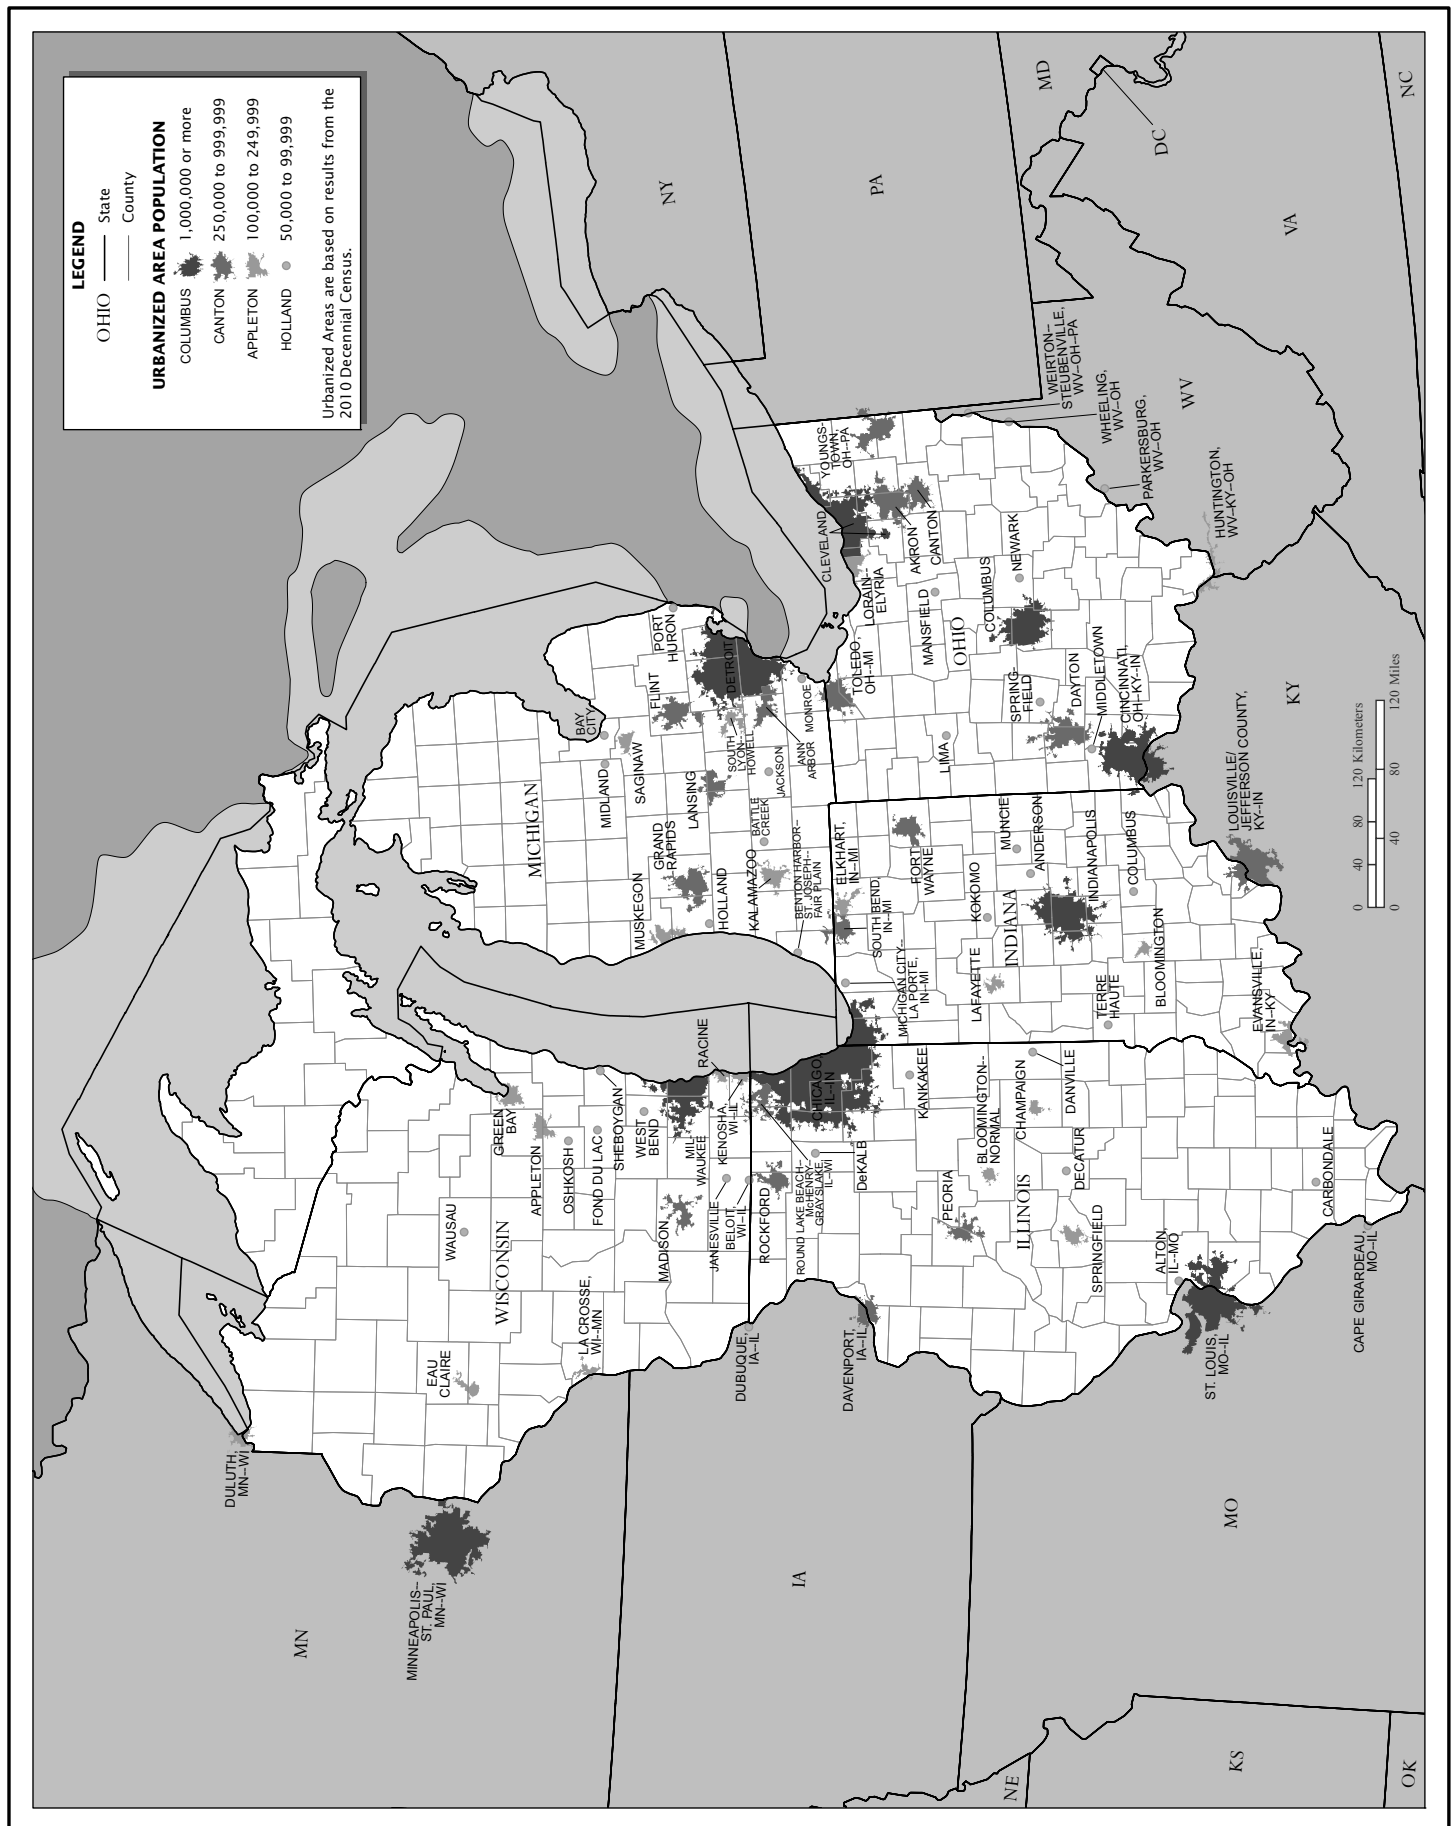 LEGEND
OHIO
State
County
URBANIZED AREA POPULATION
COLUMBUS
1,000,000 or more
CANTON
250,000 to 999,999
APPLETON
100,000 to 249,999
HOLLAND
50,000 to 99,999
Urbanized Areas are based on results from the
2010 Decennial Census.
MN
IA
MO
NE
KS
OK
NY
PA
MD
DC
VA
NC
WV
KY
WISCONSIN
MICHIGAN
ILLINOIS
INDIANA
OHIO
DULUTH,
MN--WI
MINNEAPOLIS--
ST. PAUL,
MN--WI
EAU
CLAIRE
WAUSAU
LA CROSSE,
WI--MN
GREEN
BAY
APPLETON
OSHKOSH
FOND DU LAC
SHEBOYGAN
WEST
BEND
MIL-
WAUKEE
MADISON
RACINE
KENOSHA,
WI--IL
JANESVILLE
BELOIT,
WI--IL
ROCKFORD
ROUND LAKE BEACH--
McHENRY--
GRAYSLAKE,
IL--WI
DUBUQUE,
IA--IL
DAVENPORT,
IA--IL
CHICAGO,
IL--IN
DeKALB
KANKAKEE
PEORIA
BLOOMINGTON--
NORMAL
CHAMPAIGN
DANVILLE
DECATUR
SPRINGFIELD
ALTON,
IL--MO
ST. LOUIS,
MO--IL
CARBONDALE
CAPE GIRARDEAU,
MO--IL
BAY
CITY
MIDLAND
SAGINAW
FLINT
PORT
HURON
DETROIT
MUSKEGON
GRAND
RAPIDS
HOLLAND
LANSING
SOUTH
LYON--
HOWELL
JACKSON
ANN
ARBOR
MONROE
BATTLE
CREEK
KALAMAZOO
BENTON HARBOR--
ST. JOSEPH--
FAIR PLAIN
ELKHART,
IN--MI
SOUTH BEND,
IN--MI
MICHIGAN CITY--
LA PORTE,
IN--MI
FORT
WAYNE
KOKOMO
LAFAYETTE
MUNCIE
ANDERSON
INDIANAPOLIS
COLUMBUS
TERRE
HAUTE
BLOOMINGTON
EVANSVILLE,
IN--KY
LOUISVILLE/
JEFFERSON COUNTY,
KY--IN
TOLEDO,
OH--MI
LORAIN--
ELYRIA
CLEVELAND
YOUNGS-
TOWN,
OH--PA
AKRON
CANTON
MANSFIELD
LIMA
COLUMBUS
NEWARK
SPRING-
FIELD
DAYTON
MIDDLETOWN
CINCINNATI,
OH--KY--IN
WEIRTON--
STEUBENVILLE,
WV--OH--PA
WHEELING,
WV--OH
PARKERSBURG,
WV--OH
HUNTINGTON,
WV--KY--OH
0 40 80 120 Kilometers
0 40 80 120 Miles